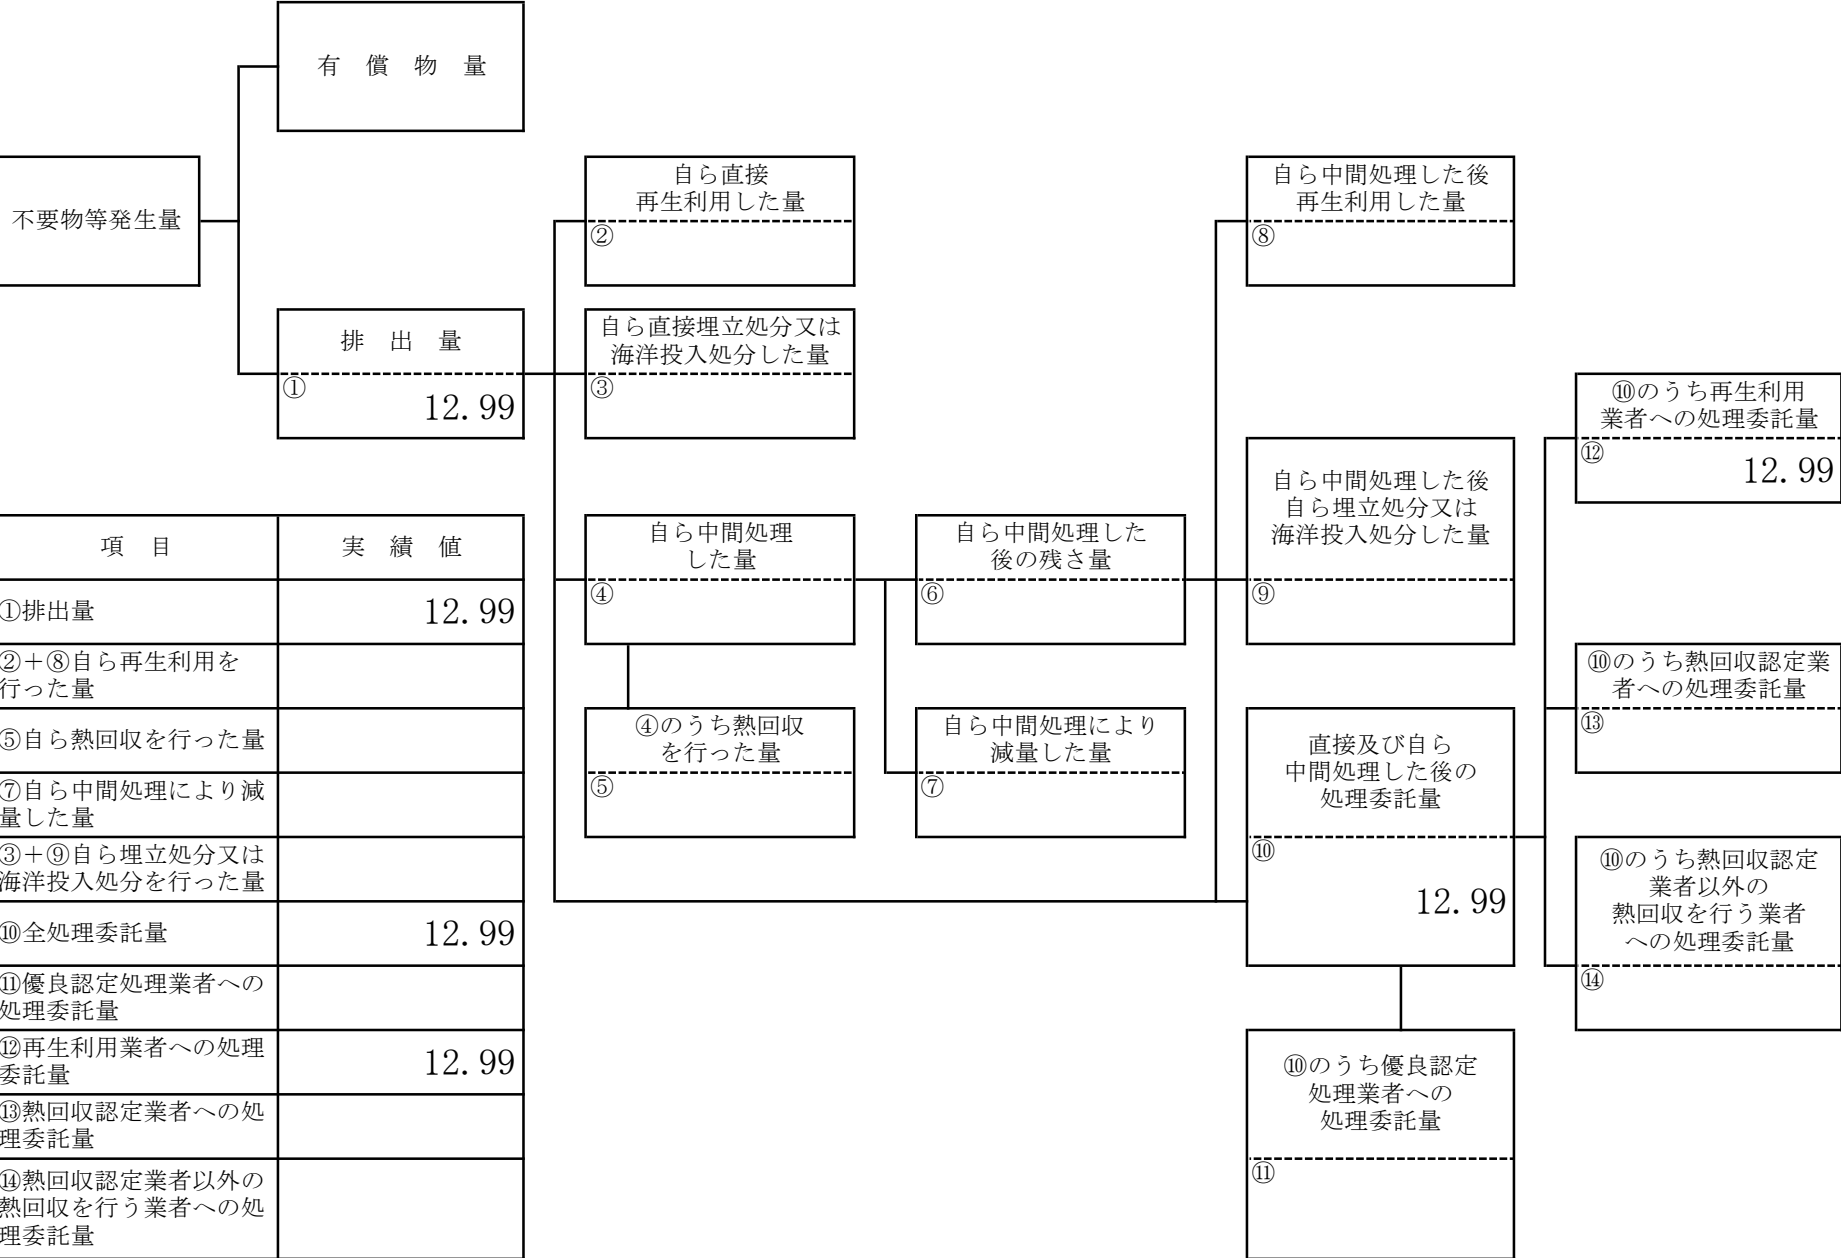 有 償 物 量
不要物等発生量
自ら直接
再生利用した量
②
自ら中間処理した後
再生利用した量
⑧
排 出 量
①
12.99
自ら直接埋立処分又は
海洋投入処分した量
③
⑩のうち再生利用
業者への処理委託量
⑫
12.99
自ら中間処理した後
自ら埋立処分又は
海洋投入処分した量
⑨
自ら中間処理
した量
④
自ら中間処理した
後の残さ量
⑥
④のうち熱回収
を行った量
⑤
自ら中間処理により
減量した量
⑦
直接及び自ら
中間処理した後の
処理委託量
⑩
12.99
⑩のうち熱回収認定業
者への処理委託量
⑬
⑩のうち熱回収認定
業者以外の
熱回収を行う業者
への処理委託量
⑭
⑩のうち優良認定
処理業者への
処理委託量
⑪
項 目
実 績 値
①排出量
12.99
②＋⑧自ら再生利用を
行った量
⑤自ら熱回収を行った量
⑦自ら中間処理により減
量した量
③＋⑨自ら埋立処分又は
海洋投入処分を行った量
⑩全処理委託量
12.99
⑪優良認定処理業者への
処理委託量
⑫再生利用業者への処理
委託量
12.99
⑬熱回収認定業者への処
理委託量
⑭熱回収認定業者以外の
熱回収を行う業者への処
理委託量